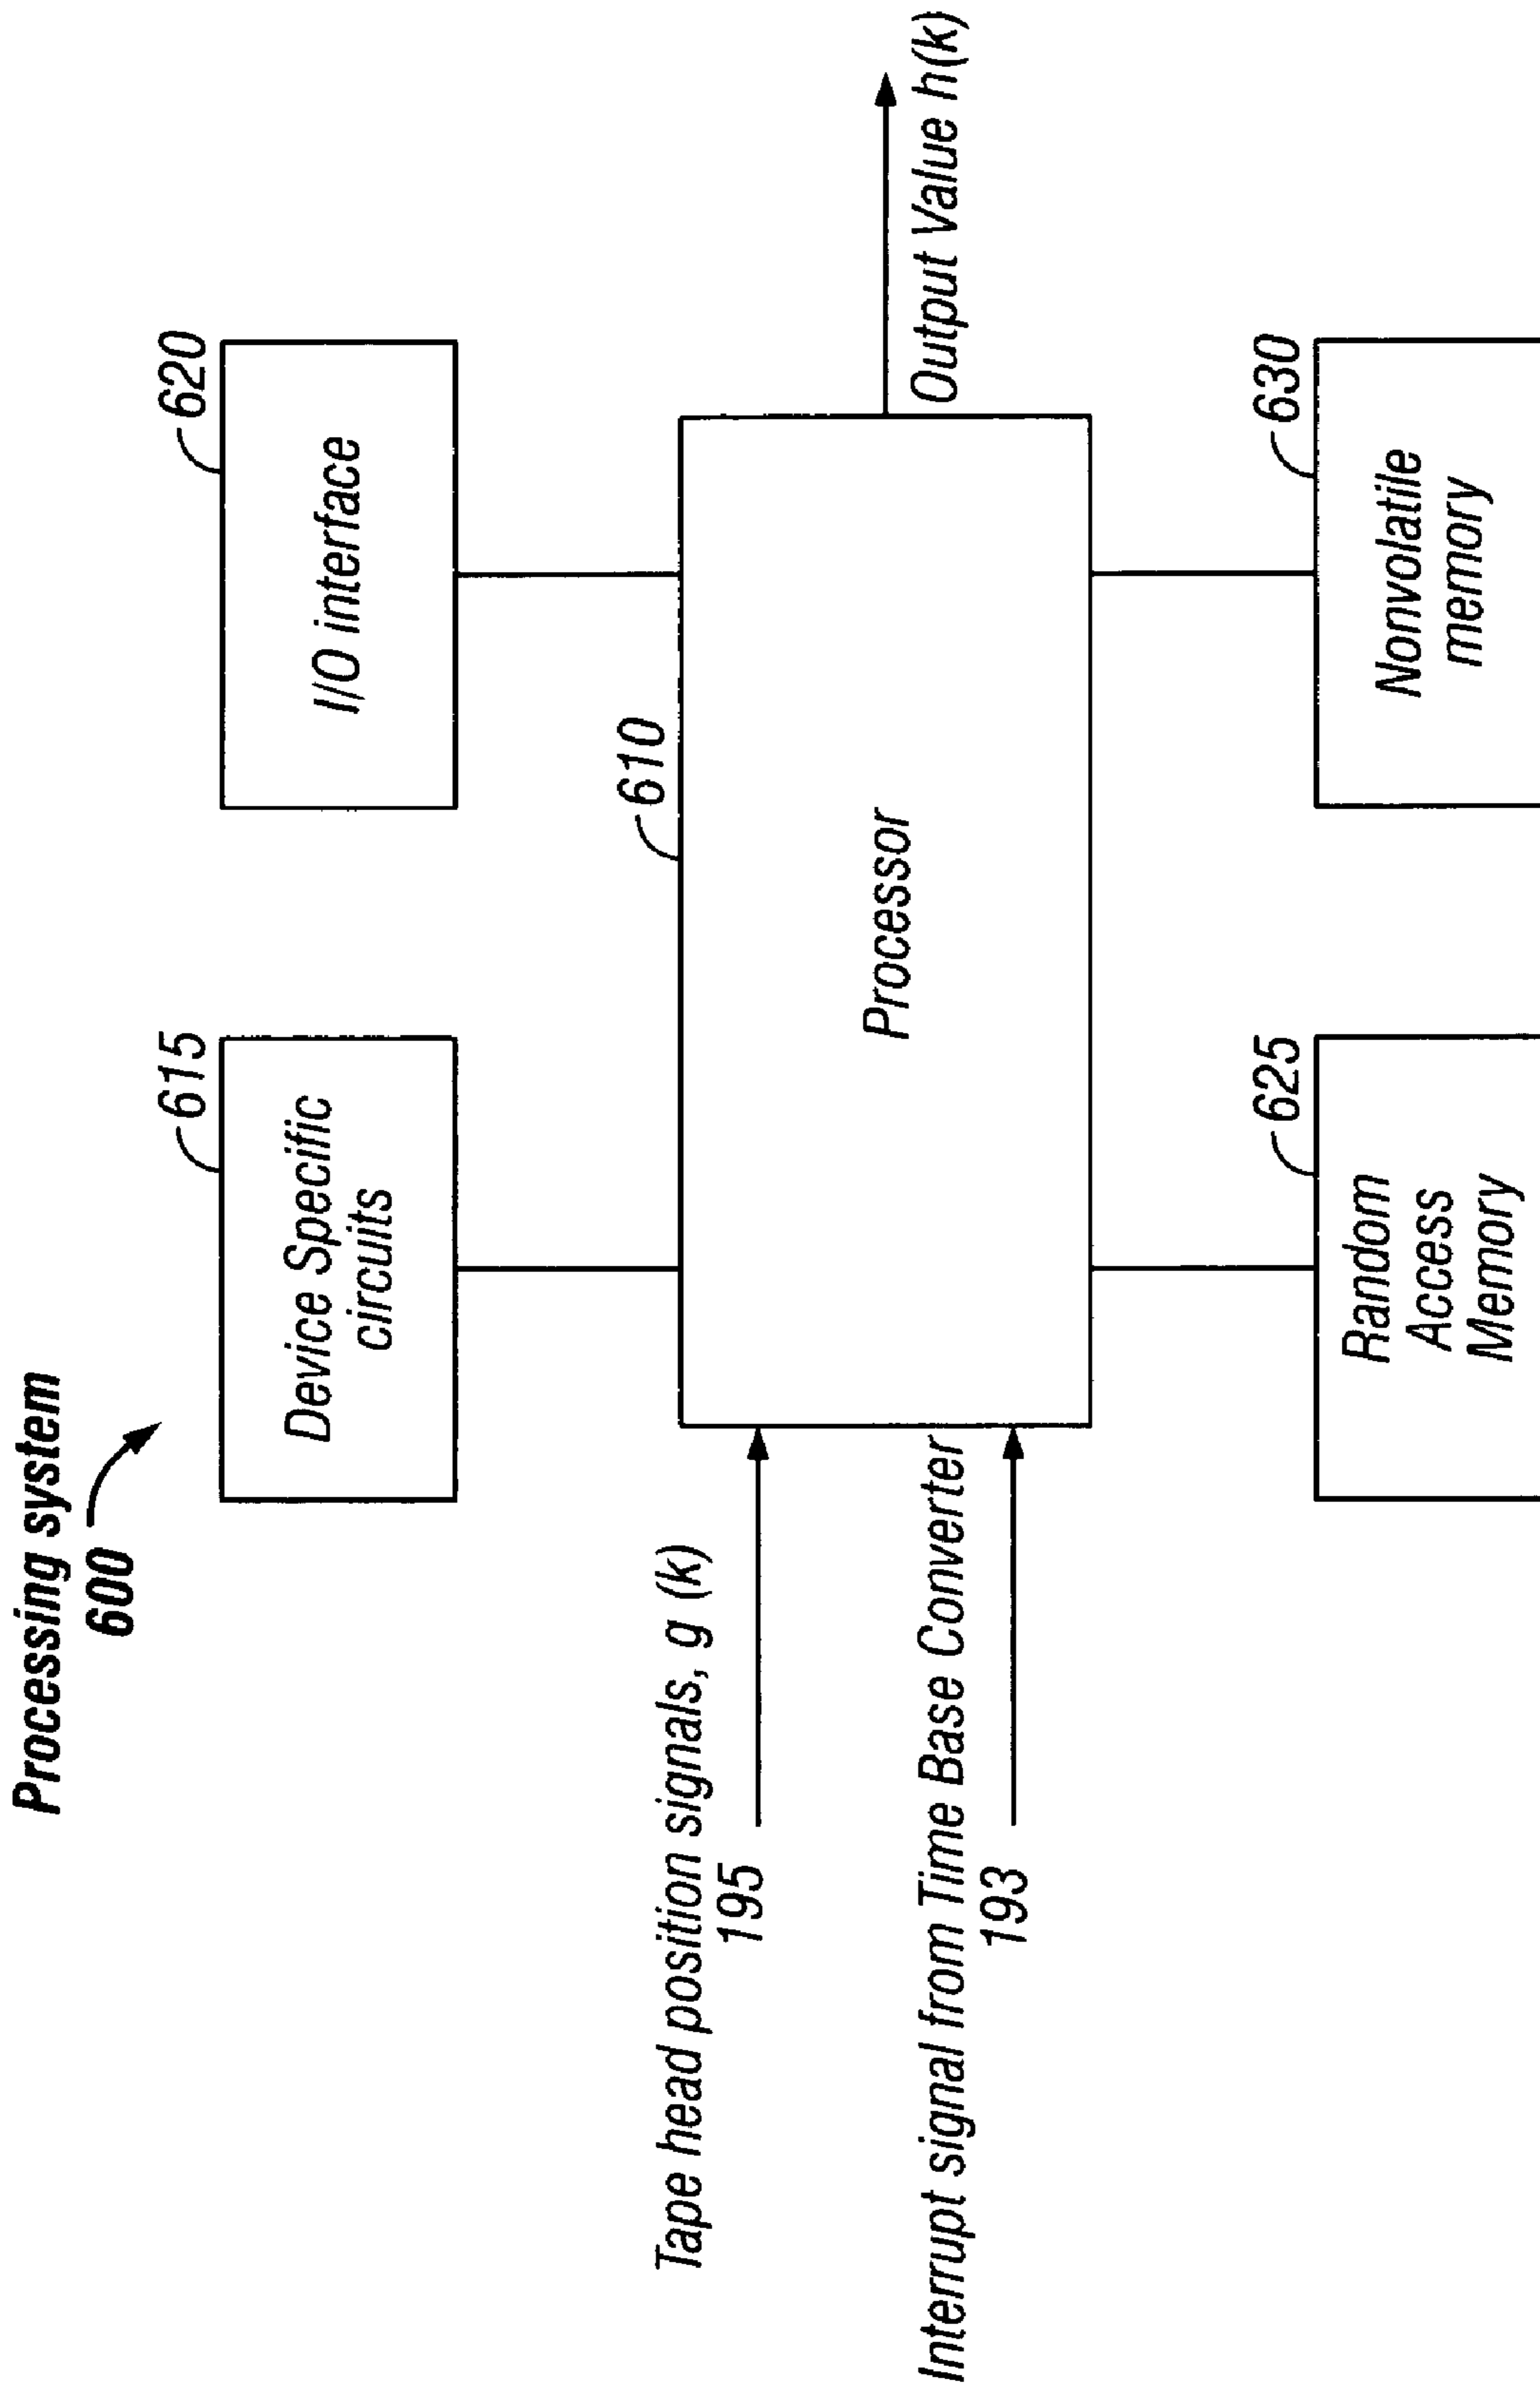 Processing system
600
615
Device Specific
circuits
620
I/O interface
610
Processor
Tape head position signals, g (k)
195
Interrupt signal from Time Base Converter
193
Output Value h(k)
625
Random
Access
Memory
630
Nonvolatile
memory